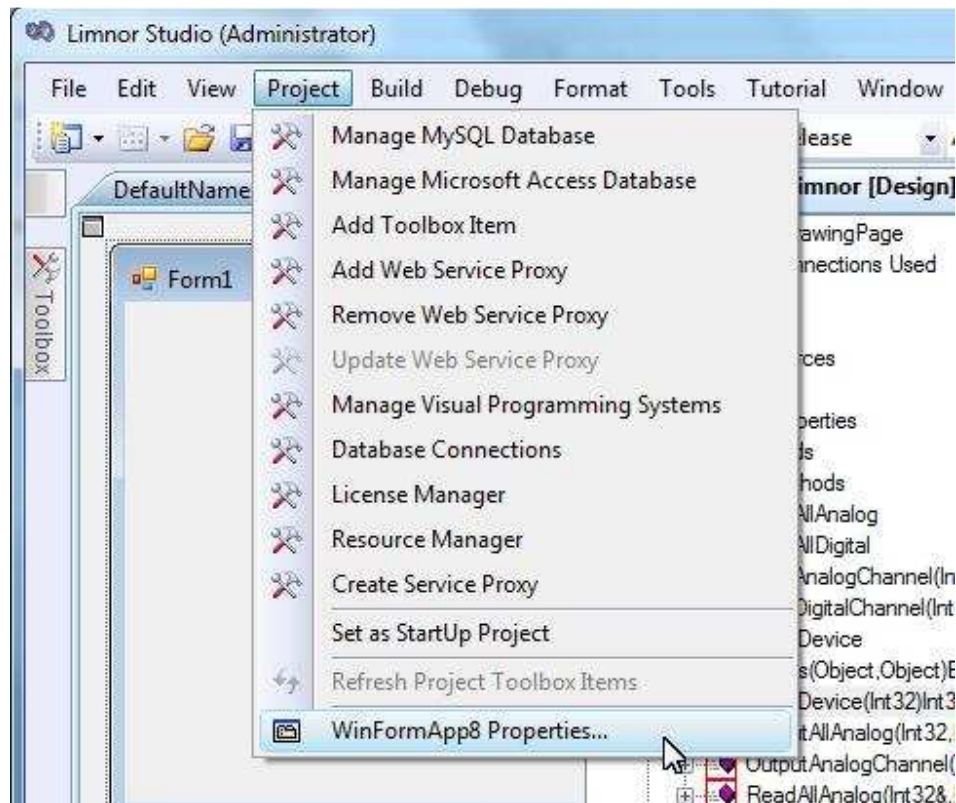 Limnor Studio (Administrator)
File Edit View Project Build Debug Format Tools Tutorial Window
Manage MySQL Database
Manage Microsoft Access Database
Add Toolbox Item
Add Web Service Proxy
Remove Web Service Proxy
Update Web Service Proxy
Manage Visual Programming Systems
Database Connections
License Manager
Resource Manager
Create Service Proxy
Set as StartUp Project
Refresh Project Toolbox Items
WinFormApp8 Properties...
DefaultName
Form1
Toolbox
lease
imnor [Design]
awingPage
nnections Used
rces
perties
ds
hods
AllAnalog
AllDigital
AnalogChannel(In
DigitalChannel(Int
Device
s(Object,Object)E
Device(Int32)Int3
tAllAnalog(Int32,
OutputAnalogChannel(
ReadAllAnalog(Int32&,